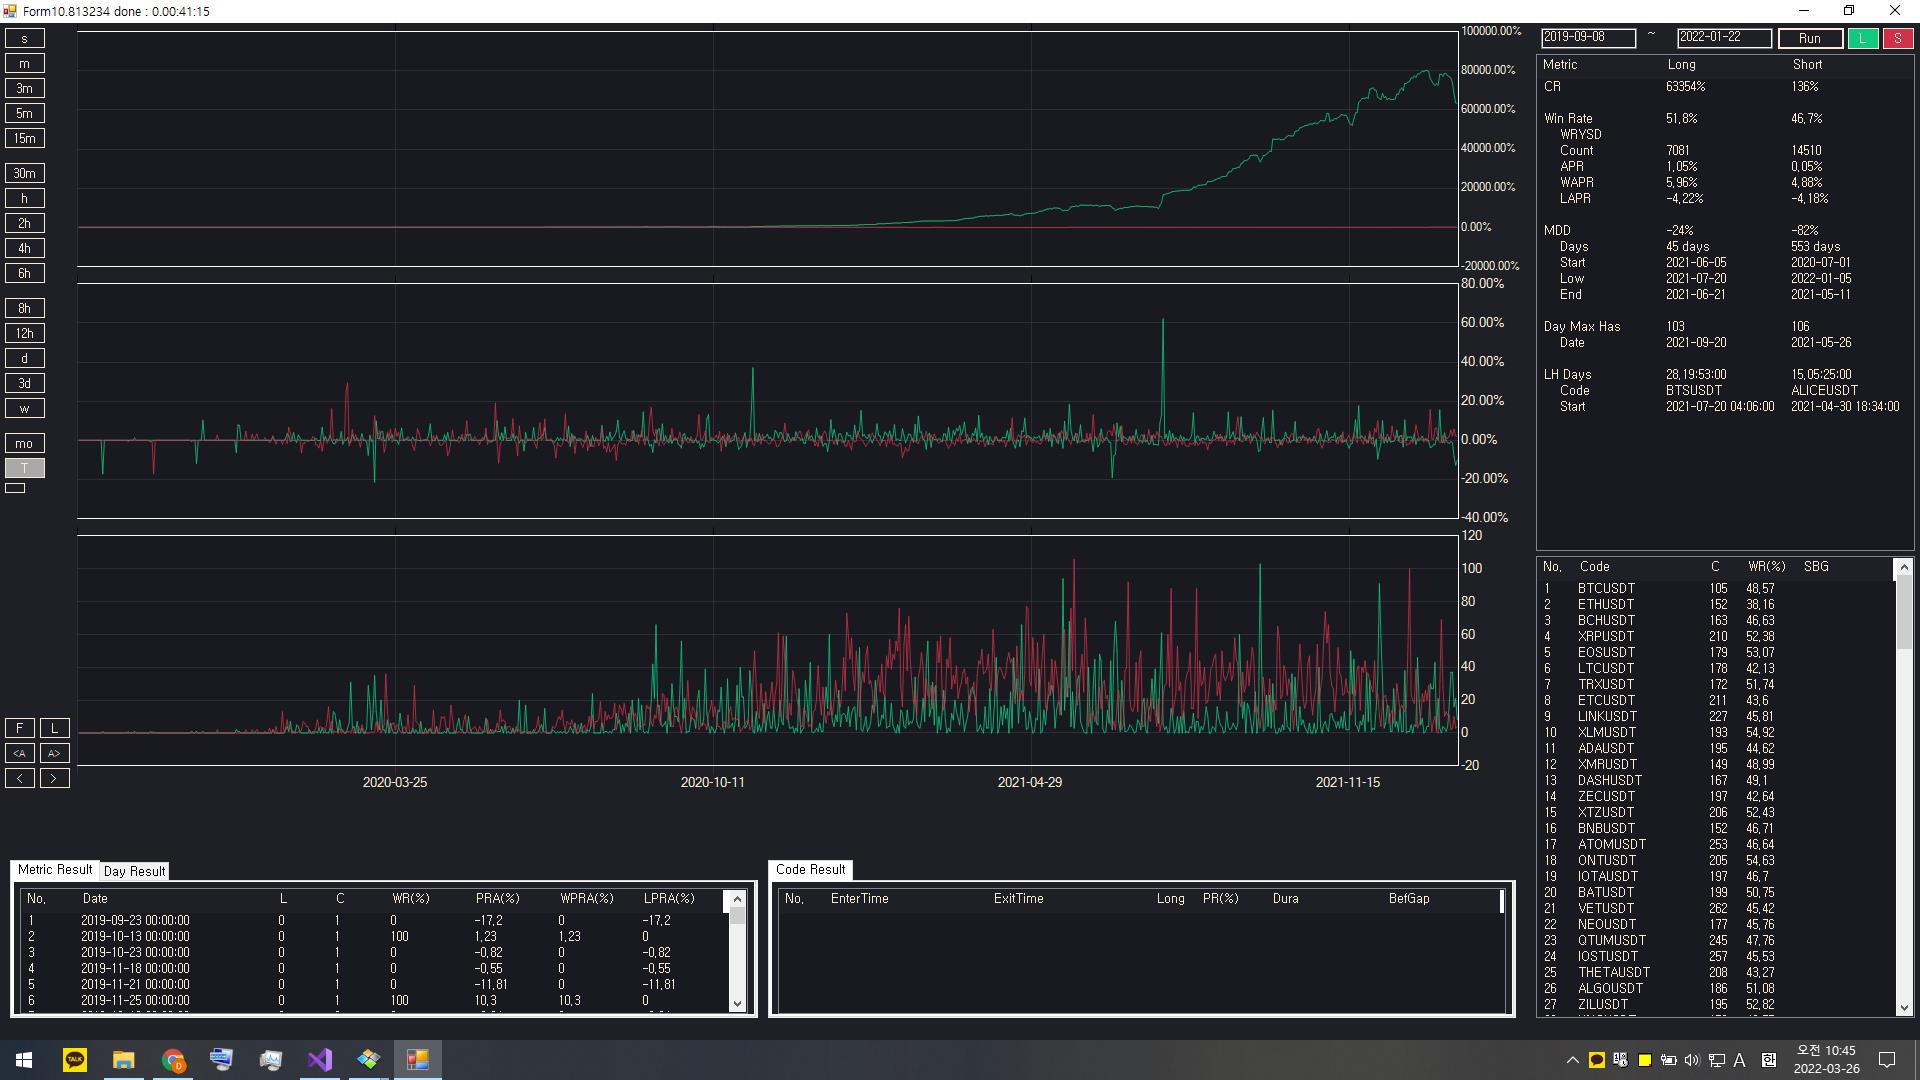 Form10.813234 done : 0.00:41:15
s
m
3m
5m
15m
30m
h
2h
4h
6h
8h
12h
d
3d
w
mo
T
F L
<A A>
< >
100000.00%
80000.00%
60000.00%
40000.00%
20000.00%
0.00%
-20000.00%
80.00%
60.00%
40.00%
20.00%
0.00%
-20.00%
-40.00%
120
100
80
60
40
20
0
-20
2020-03-25 2020-10-11 2021-04-29 2021-11-15
2019-09-08 ~ 2022-01-22 Run L S
Metric Long Short
CR 63354% 136%
Win Rate 51,8% 46,7%
WRYSD
Count 7081 14510
APR 1,05% 0,05%
WAPR 5,96% 4,88%
LAPR -4,22% -4,18%
MDD -24% -82%
Days 45 days 553 days
Start 2021-06-05 2020-07-01
Low 2021-07-20 2022-01-05
End 2021-06-21 2021-05-11
Day Max Has 103 106
Date 2021-09-20 2021-05-26
LH Days 28,19:53:00 15,05:25:00
Code BTSUSDT ALICEUSDT
Start 2021-07-20 04:06:00 2021-04-30 18:34:00
No, Code C WR(%) SBG
1 BTCUSDT 105 48,57
2 ETHUSDT 152 38,16
3 BCHUSDT 163 46,63
4 XRPUSDT 210 52,38
5 EOSUSDT 179 53,07
6 LTCUSDT 178 42,13
7 TRXUSDT 172 51,74
8 ETCUSDT 211 43,6
9 LINKUSDT 227 45,81
10 XLMUSDT 193 54,92
11 ADAUSDT 195 44,62
12 XMRUSDT 149 48,99
13 DASHUSDT 167 49,1
14 ZECUSDT 197 42,64
15 XTZUSDT 206 52,43
16 BNBUSDT 152 46,71
17 ATOMUSDT 253 46,64
18 ONTUSDT 205 54,63
19 IOTAUSDT 197 46,7
20 BATUSDT 199 50,75
21 VETUSDT 262 45,42
22 NEOUSDT 177 45,76
23 QTUMUSDT 245 47,76
24 IOSTUSDT 257 45,53
25 THETAUSDT 208 43,27
26 ALGOUSDT 186 51,08
27 ZILUSDT 195 52,82
Metric Result Day Result
No, Date L C WR(%) PRA(%) WPRA(%) LPRA(%)
1 2019-09-23 00:00:00 0 1 0 -17,2 0 -17,2
2 2019-10-13 00:00:00 0 1 100 1,23 1,23 0
3 2019-10-23 00:00:00 0 1 0 -0,82 0 -0,82
4 2019-11-18 00:00:00 0 1 0 -0,55 0 -0,55
5 2019-11-21 00:00:00 0 1 0 -11,81 0 -11,81
6 2019-11-25 00:00:00 0 1 100 10,3 10,3 0
Code Result
No, EnterTime ExitTime Long PR(%) Dura BefGap
TALK
A 한
오전 10:45
2022-03-26